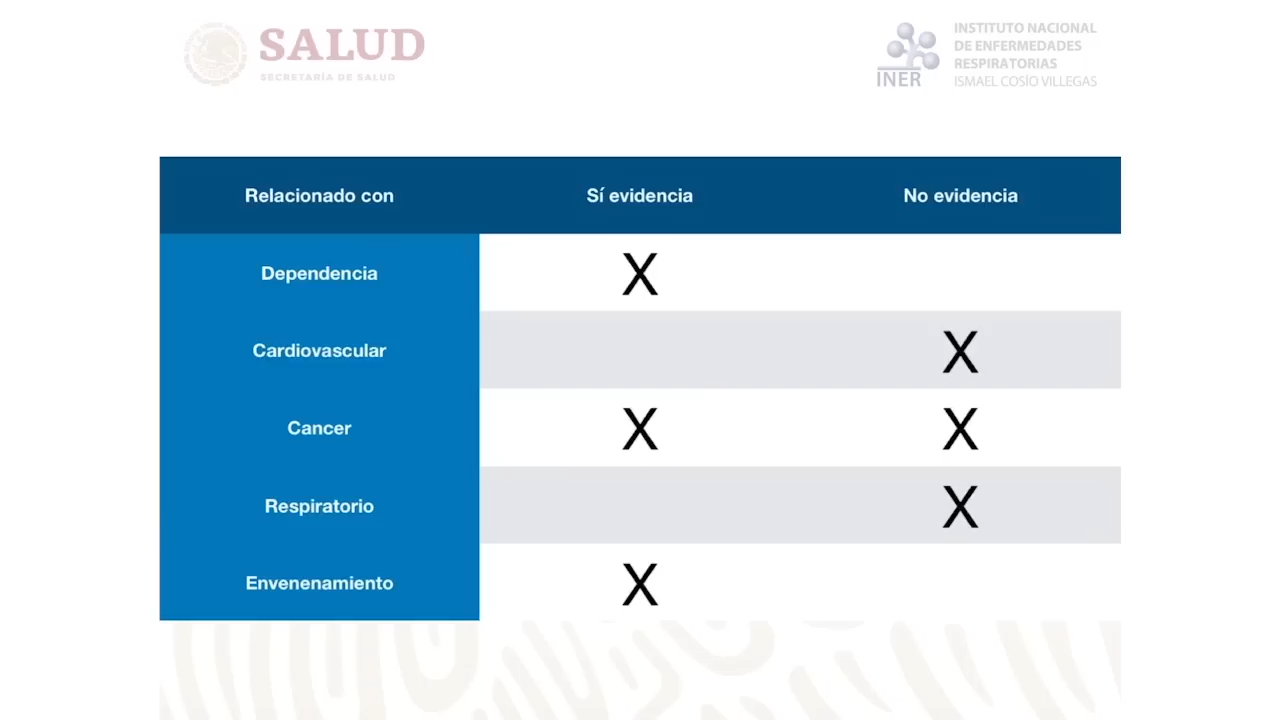 SALUD
SECRETARÍA DE SALUD
INER
INSTITUTO NACIONAL
DE ENFERMEDADES
RESPIRATORIAS
ISMAEL COSÍO VILLEGAS
Relacionado con Sí evidencia No evidencia
Dependencia X
Cardiovascular X
Cancer X X
Respiratorio X
Envenenamiento X